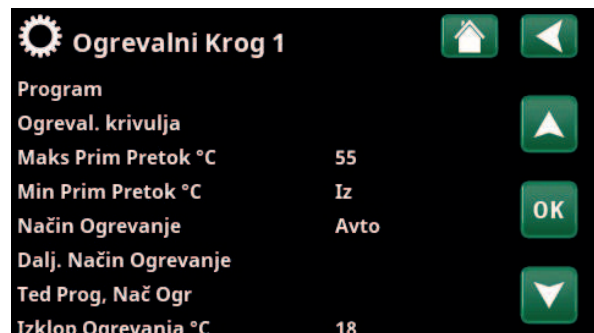 Ogrevalni Krog 1
Program
Ogreval. krivulja
Maks Prim Pretok °C 55
Min Prim Pretok °C Iz
Način Ogrevanje Avto
OK
Dalj. Način Ogrevanje
Ted Prog, Nač Ogr
Izklop Ogrevanja °C 18